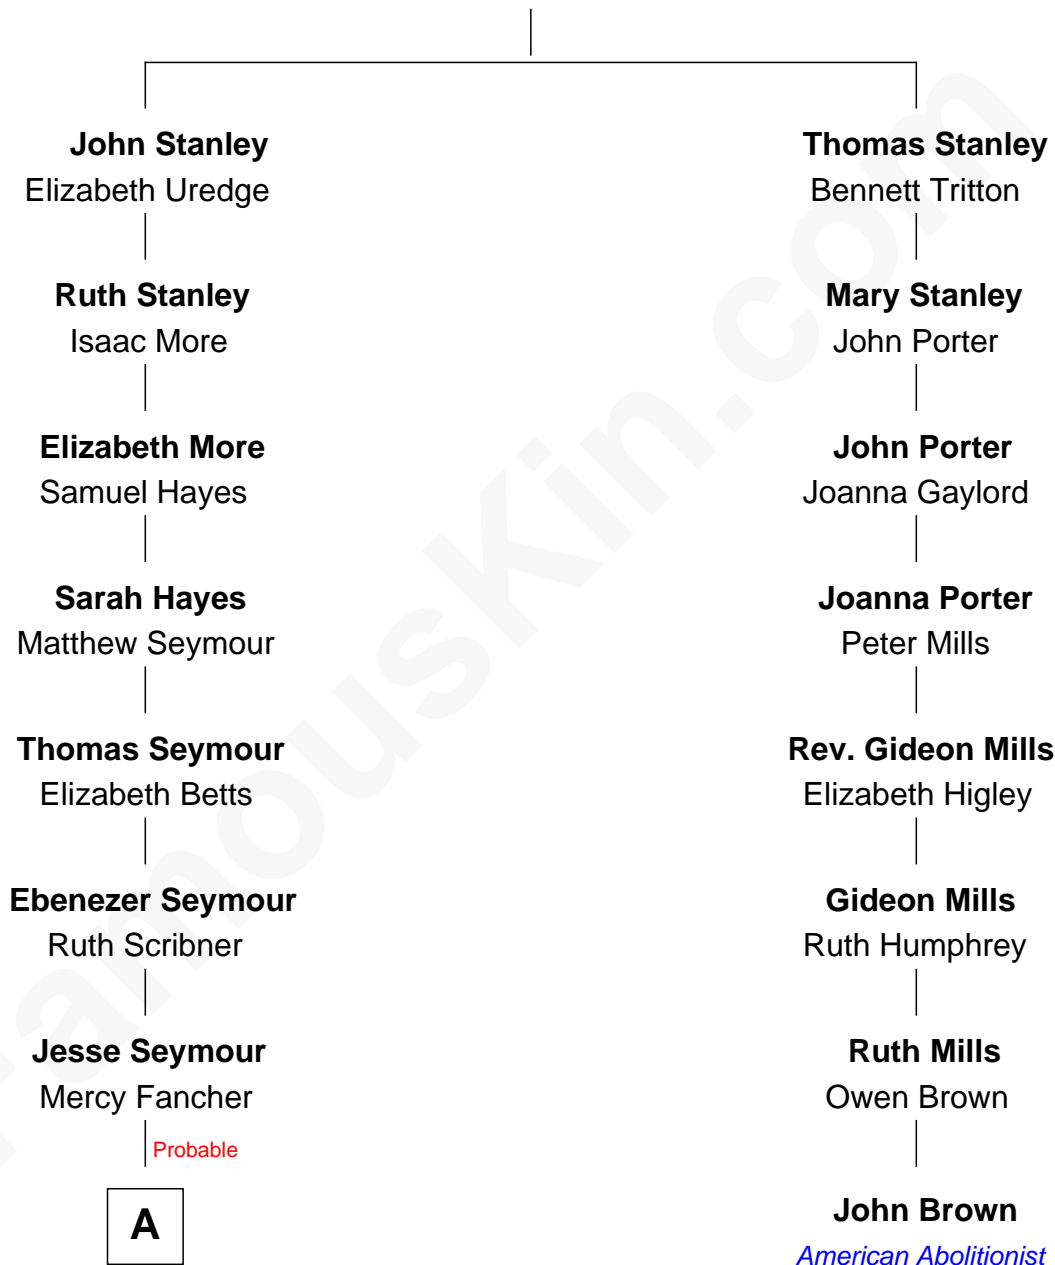 John Stanley
Elizabeth Uredge
Thomas Stanley
Bennett Tritton
Ruth Stanley
Isaac More
Mary Stanley
John Porter
Elizabeth More
Samuel Hayes
John Porter
Joanna Gaylord
Sarah Hayes
Matthew Seymour
Joanna Porter
Peter Mills
Thomas Seymour
Elizabeth Betts
Rev. Gideon Mills
Elizabeth Higley
Ebenezer Seymour
Ruth Scribner
Gideon Mills
Ruth Humphrey
Jesse Seymour
Mercy Fancher
Ruth Mills
Owen Brown
Probable
A
John Brown
American Abolitionist
FamousKin.com